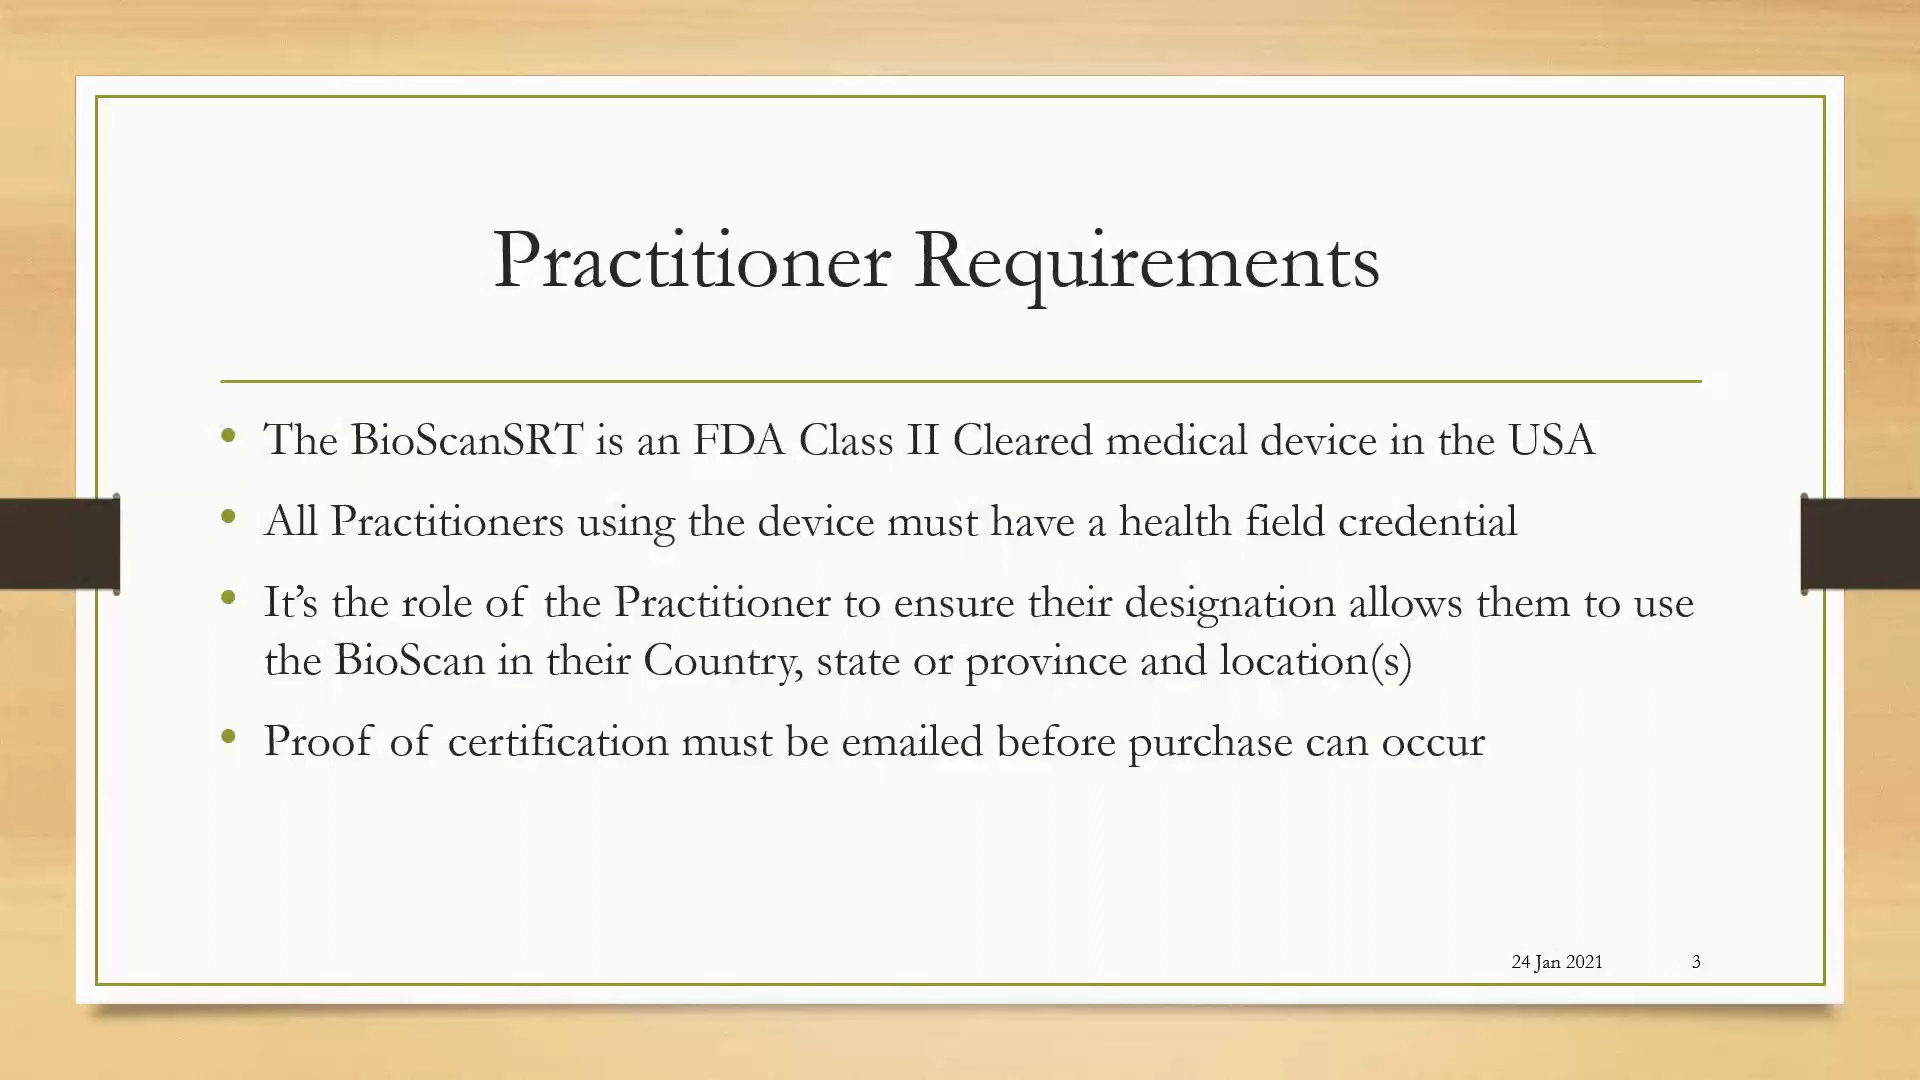 Practitioner Requirements
• The BioScanSRT is an FDA Class II Cleared medical device in the USA
• All Practitioners using the device must have a health field credential
• It’s the role of the Practitioner to ensure their designation allows them to use
the BioScan in their Country, state or province and location(s)
• Proof of certification must be emailed before purchase can occur
24 Jan 2021 3